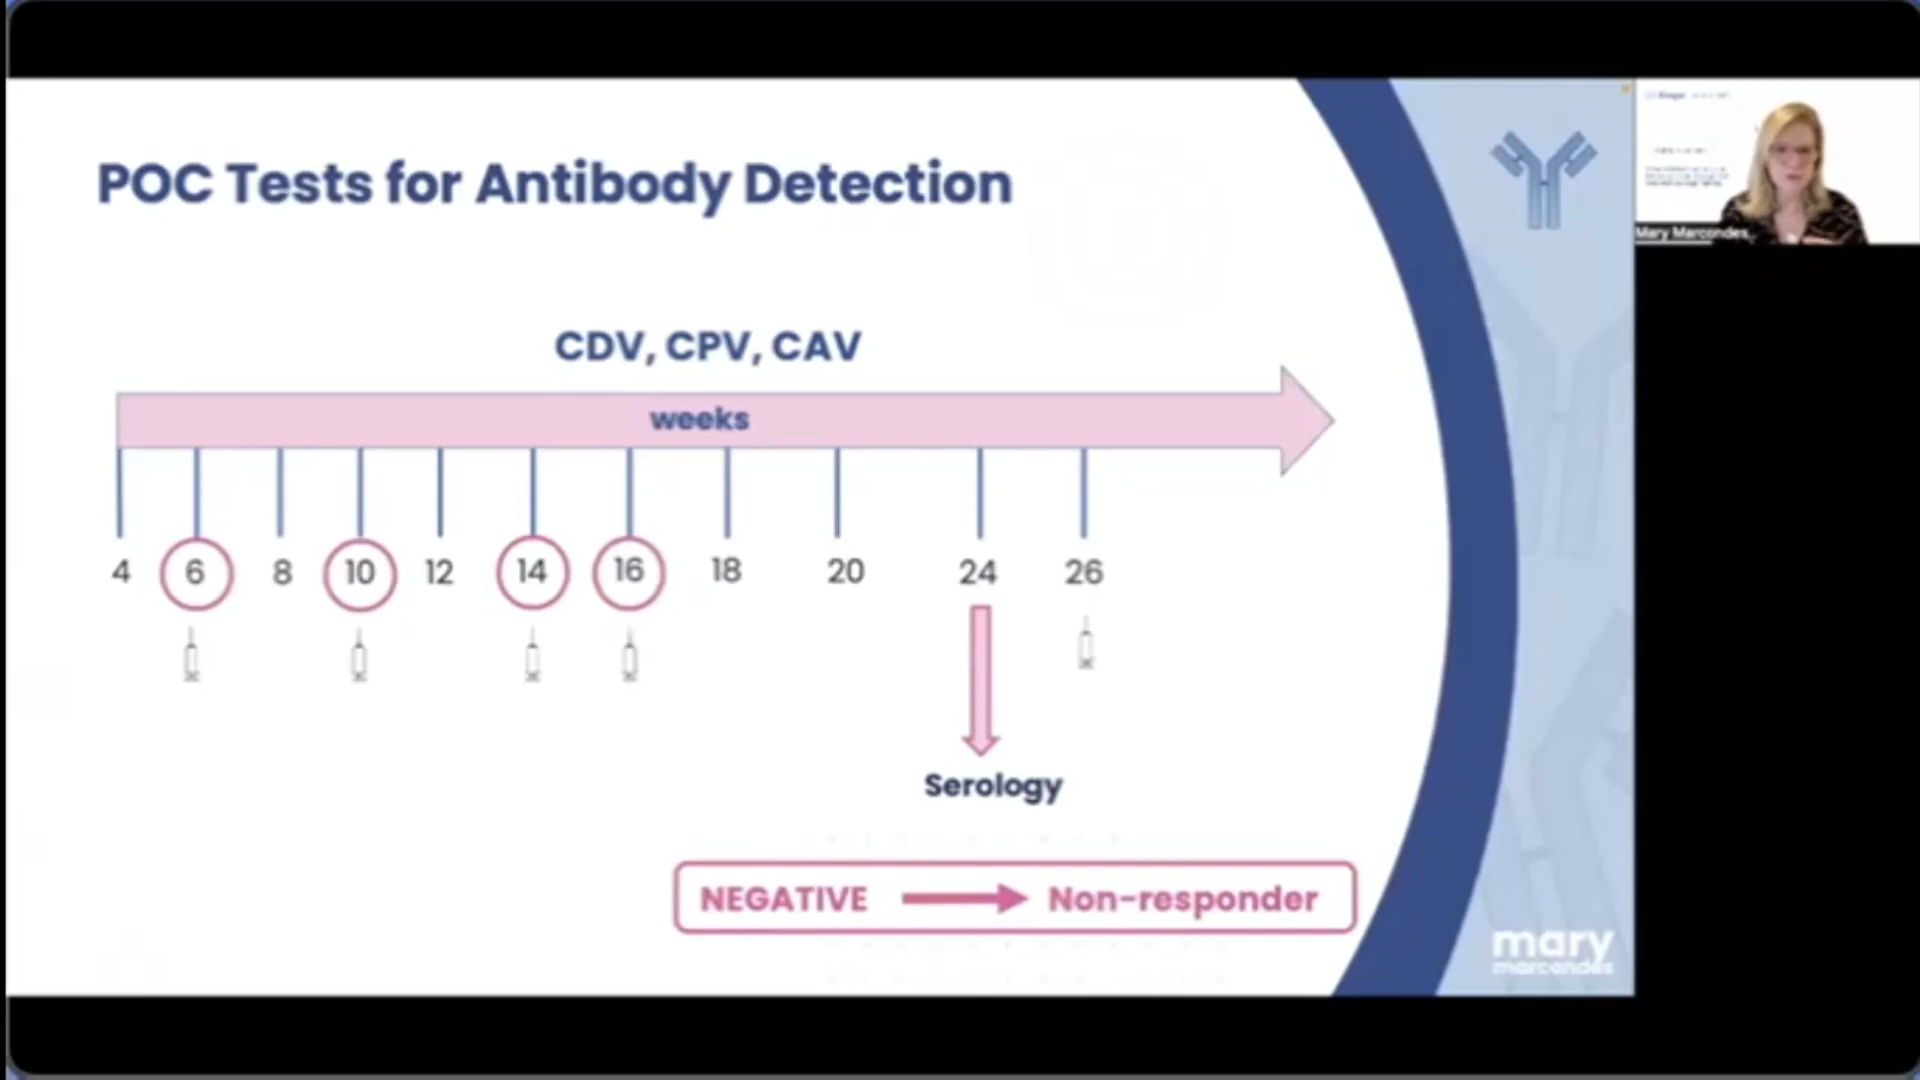 POC Tests for Antibody Detection
CDV, CPV, CAV
weeks
4 6 8 10 12 14 16 18 20 24 26
Serology
NEGATIVE Non-responder
mary
marcondes
Mary Marcondes